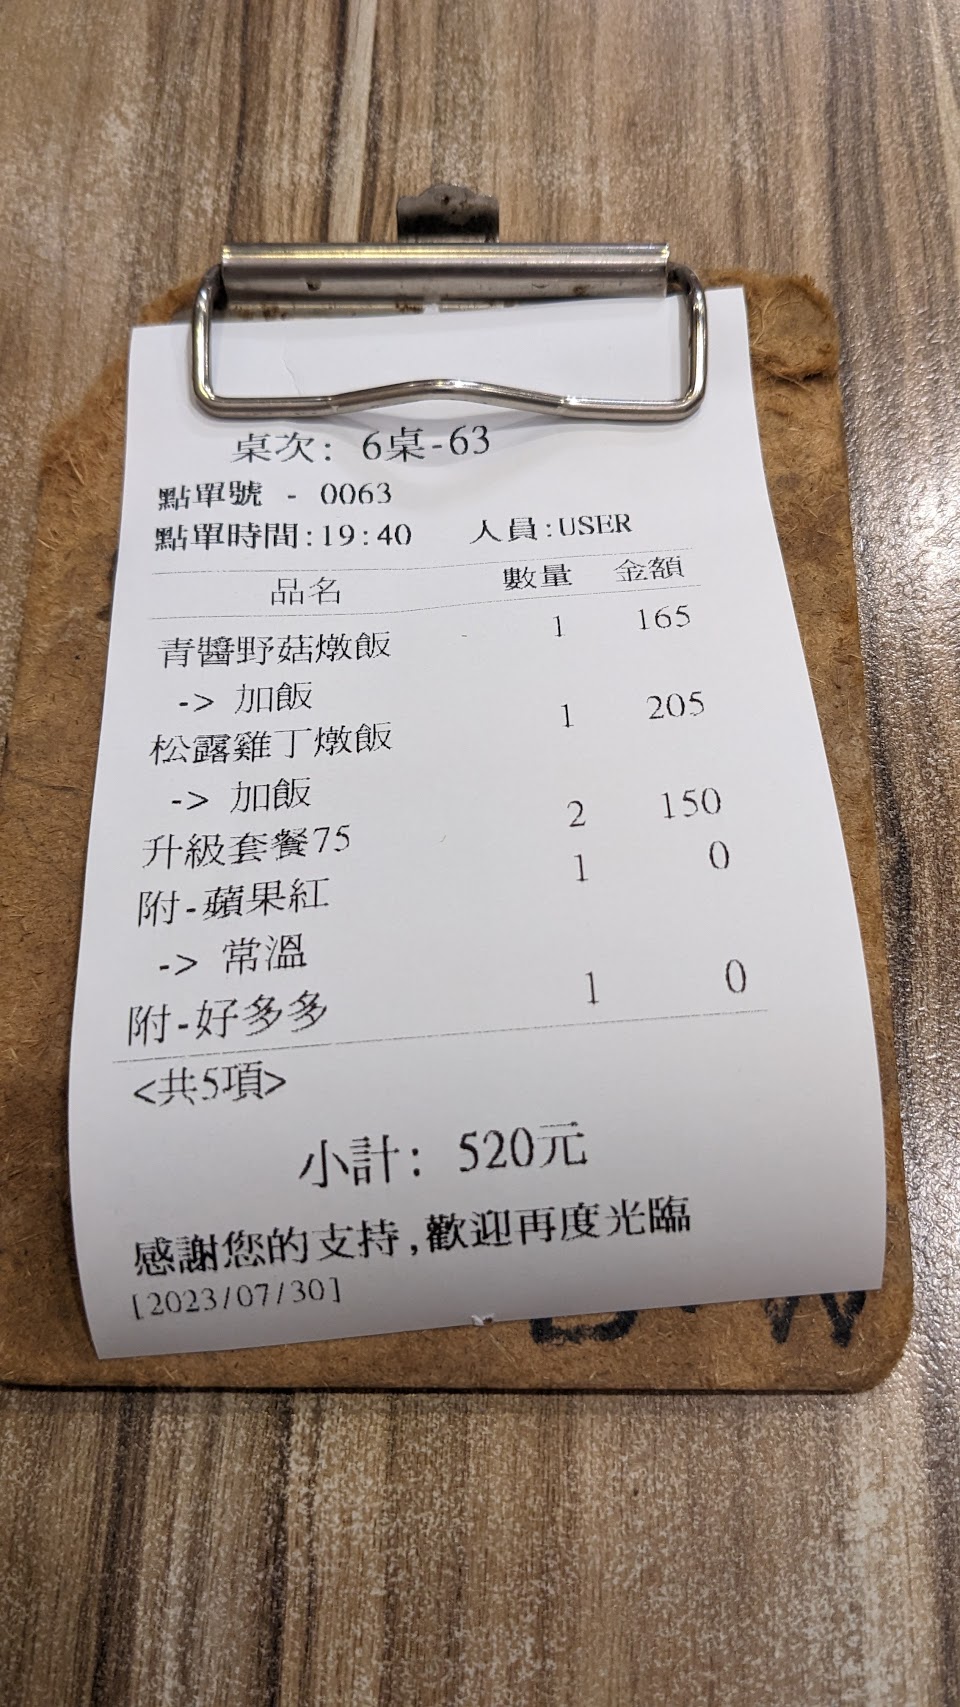 桌次: 6桌-63
點單號 - 0063
點單時間:19:40 人員:USER
品名 數量 金額
青醬野菇燉飯 1 165
-> 加飯
松露雞丁燉飯 1 205
-> 加飯
升級套餐75 2 150
附-蘋果紅 1 0
-> 常溫
附-好多多 1 0
<共5項>
小計: 520元
感謝您的支持,歡迎再度光臨
[2023/07/30]